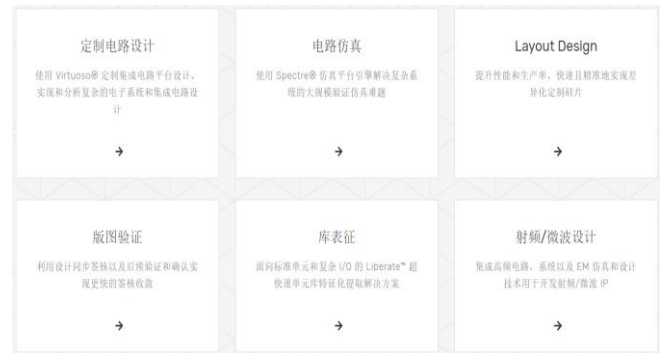 定制电路设计
使用 Virtuoso® 定制集成电路平台设计、
实现和分析复杂的电子系统和集成电路设
计
→
电路仿真
使用 Spectre® 仿真平台引擎解决复杂系
统的大规模验证仿真难题
→
Layout Design
提升性能和生产率，快速且精准地实现差
异化定制硅片
→
版图验证
利用设计同步签核以及后续验证和确认实
现更快的签核收敛
→
库表征
面向标准单元和复杂 I/O 的 Liberate™ 超
快速单元库特征化提取解决方案
→
射频/微波设计
集成高频电路、系统以及 EM 仿真和设计
技术用于开发射频/微波 IP
→